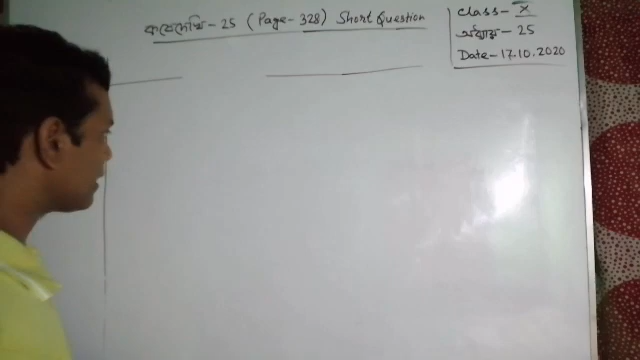 কষে দেখি - 25 (Page - 328) Short Question
Class - X
অধ্যায় - 25
Date - 17.10.2020